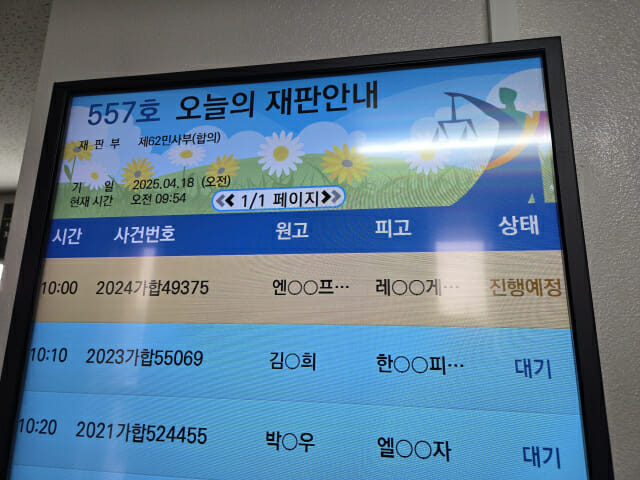 557호 오늘의 재판안내
재 판 부 제62민사부(합의)
기 일 2025.04.18 (오전)
현재 시간 오전 09:54
1/1 페이지
시간 사건번호 원고 피고 상태
10:00 2024가합49375 엔○○프… 레○○게… 진행예정
10:10 2023가합55069 김○희 한○○피… 대기
10:20 2021가합524455 박○우 엘○○자 대기